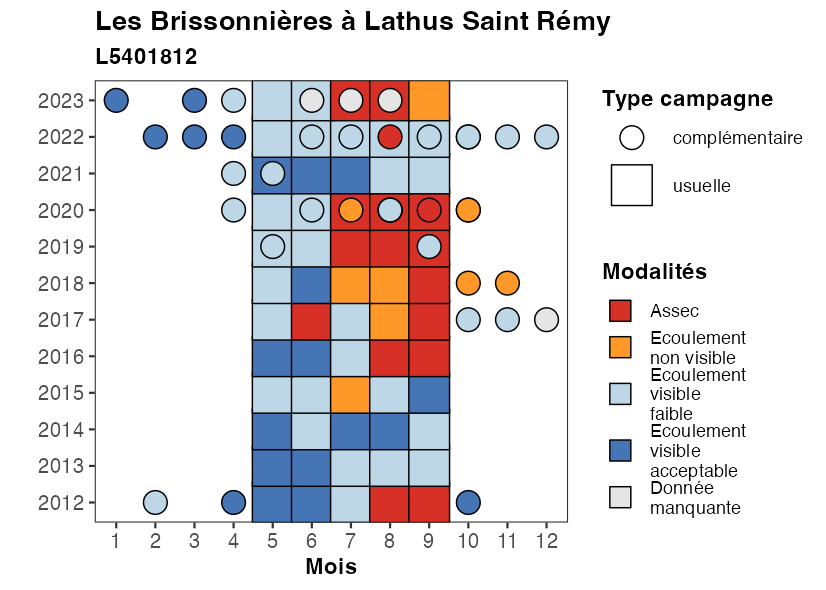 Les Brissonnières à Lathus Saint Rémy
L5401812
2023
2022
2021
2020
2019
2018
2017
2016
2015
2014
2013
2012
1 2 3 4 5 6 7 8 9 10 11 12
Mois
Type campagne
complémentaire
usuelle
Modalités
Assec
Ecoulement
non visible
Ecoulement
visible
faible
Ecoulement
visible
acceptable
Donnée
manquante